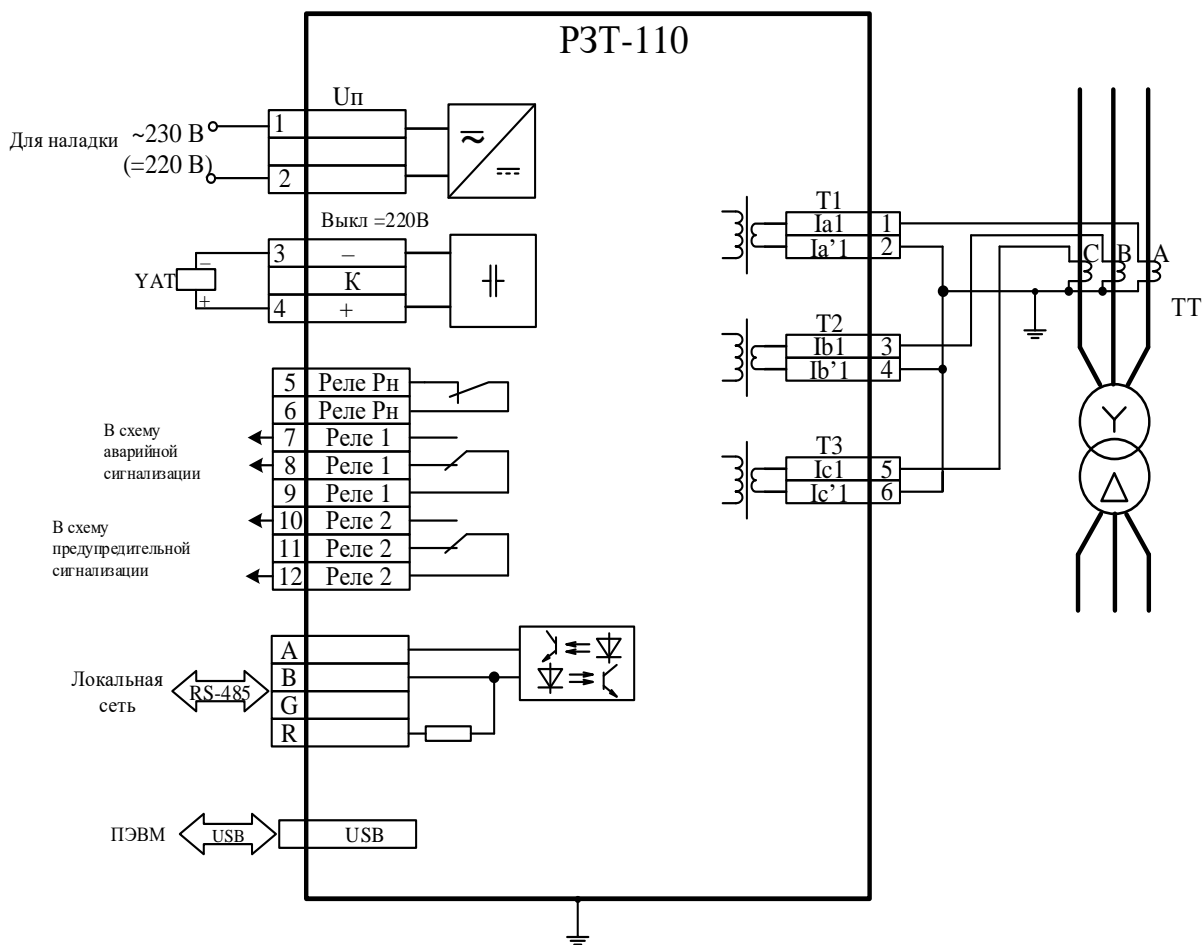 РЗТ-110
Uп
Для наладки ~230 В
(=220 В)
1
2
Выкл =220В
YAT
–
+
3 –
К
4 +
5 Реле Рн
6 Реле Рн
7 Реле 1
8 Реле 1
9 Реле 1
10 Реле 2
11 Реле 2
12 Реле 2
В схему
аварийной
сигнализации
В схему
предупредительной
сигнализации
A
B
G
R
Локальная
сеть
RS-485
ПЭВМ
USB
USB
T1
Ia1 1
Ia’1 2
T2
Ib1 3
Ib’1 4
T3
Ic1 5
Ic’1 6
C B A
ТТ